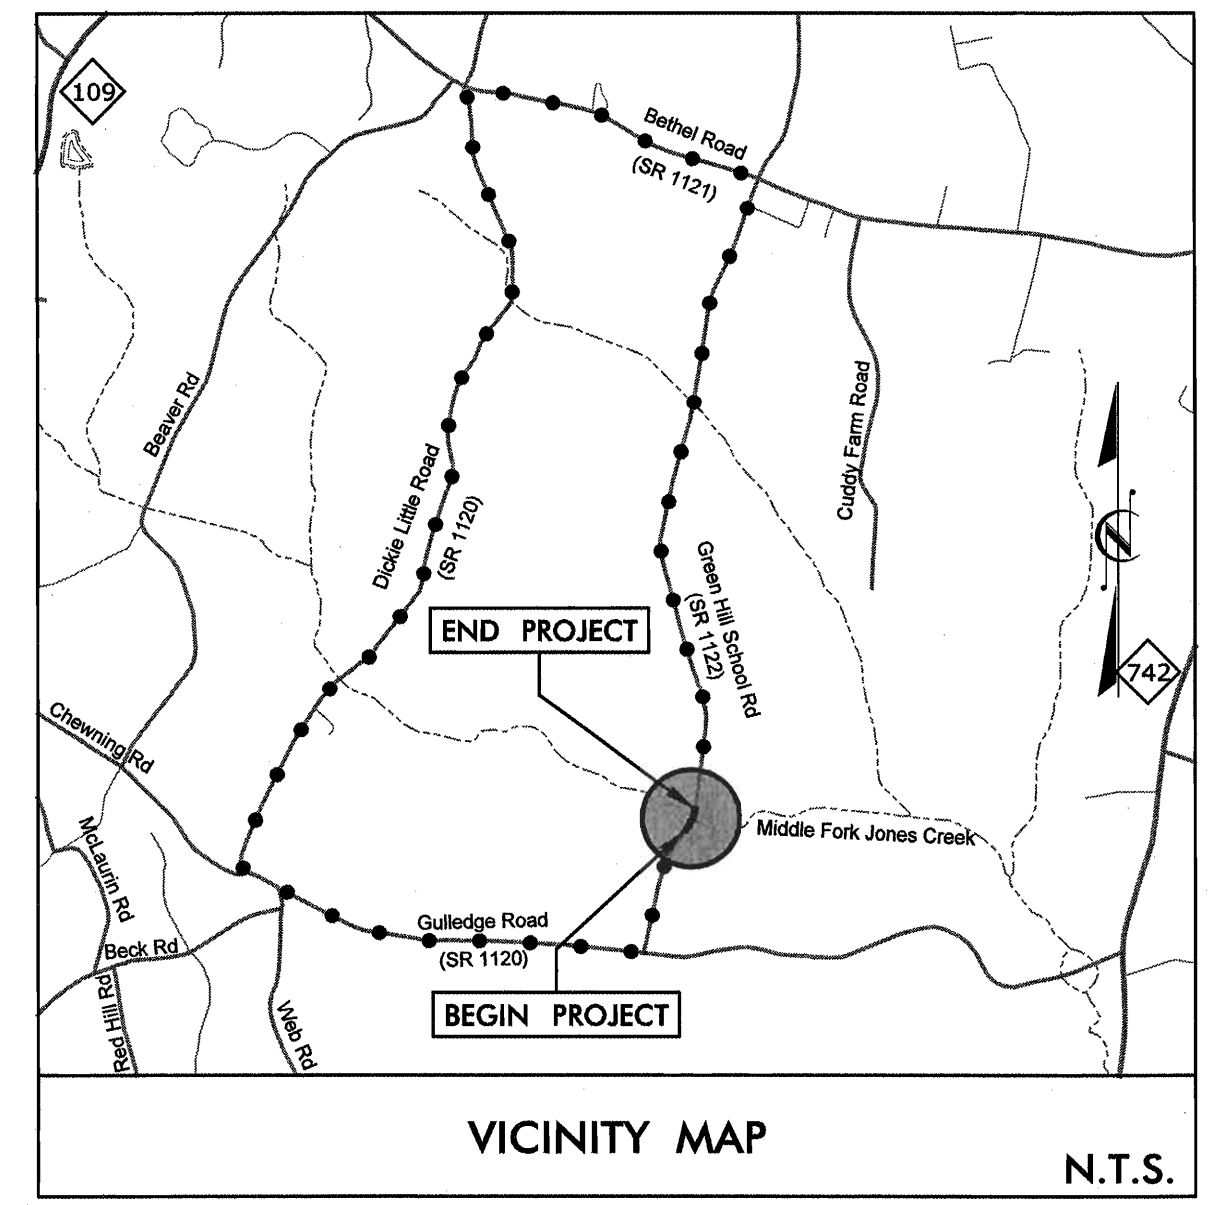 109
Bethel Road
(SR 1121)
Beaver Rd
Cuddy Farm Road
Dickie Little Road
(SR 1120)
Green Hill School Rd
(SR 1122)
N
END PROJECT
742
Chewning Rd
McLaurin Rd
Middle Fork Jones Creek
Gulledge Road
(SR 1120)
Beck Rd
Red Hill Rd
Web Rd
BEGIN PROJECT
VICINITY MAP
N.T.S.